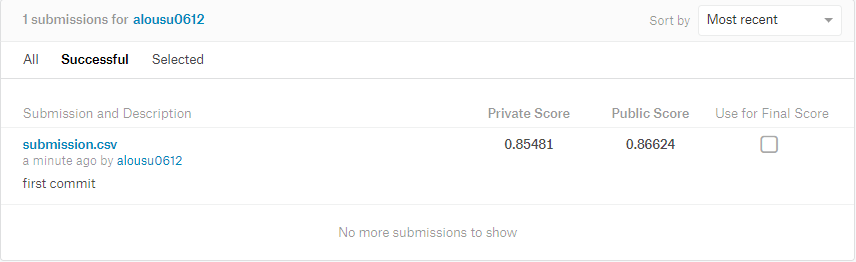 1 submissions for alousu0612
Sort by Most recent
All Successful Selected
Submission and Description Private Score Public Score Use for Final Score
submission.csv 0.85481 0.86624
a minute ago by alousu0612
first commit
No more submissions to show